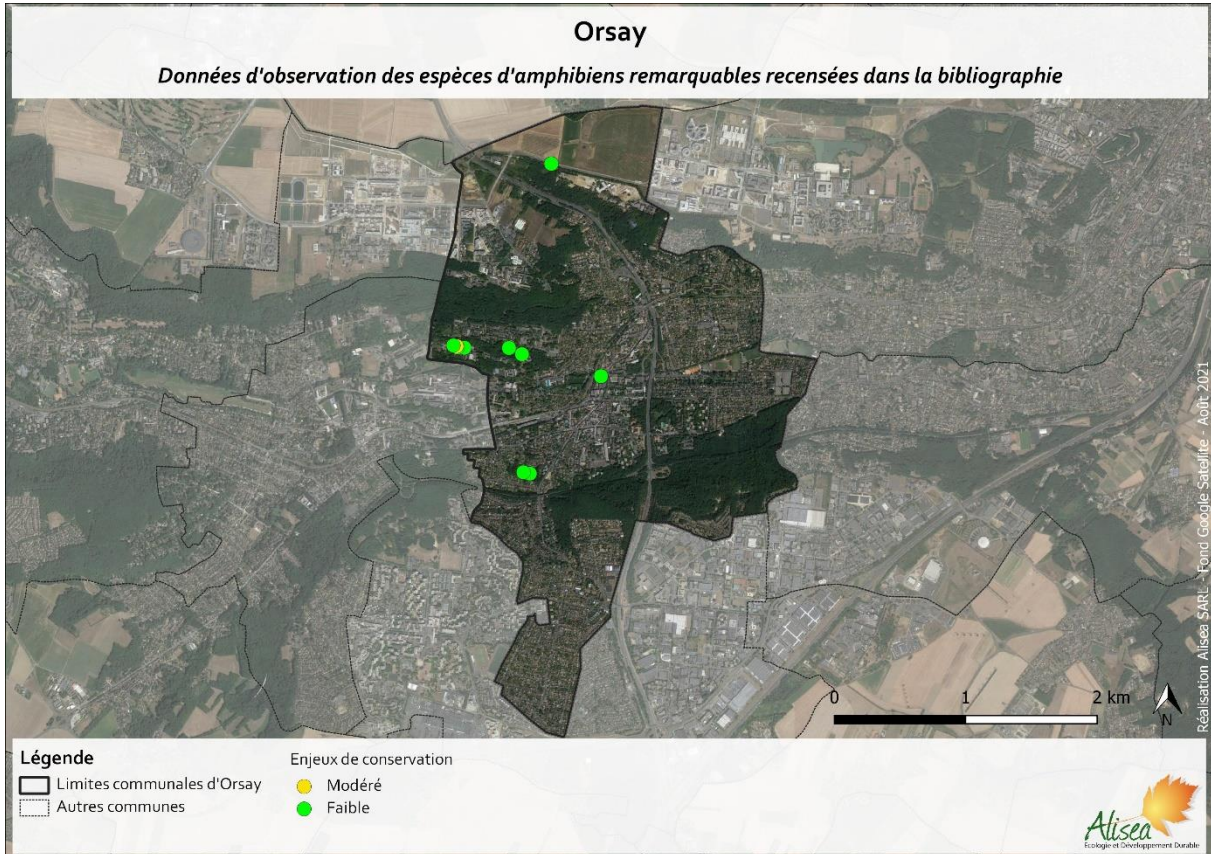 Orsay
Données d'observation des espèces d'amphibiens remarquables recensées dans la bibliographie
Réalisation Alisea SARL - Fond Google Satellite - Août 2021
0 1 2 km
N
Légende
Limites communales d'Orsay
Autres communes
Enjeux de conservation
Modéré
Faible
Alisea
Ecologie et Développement Durable